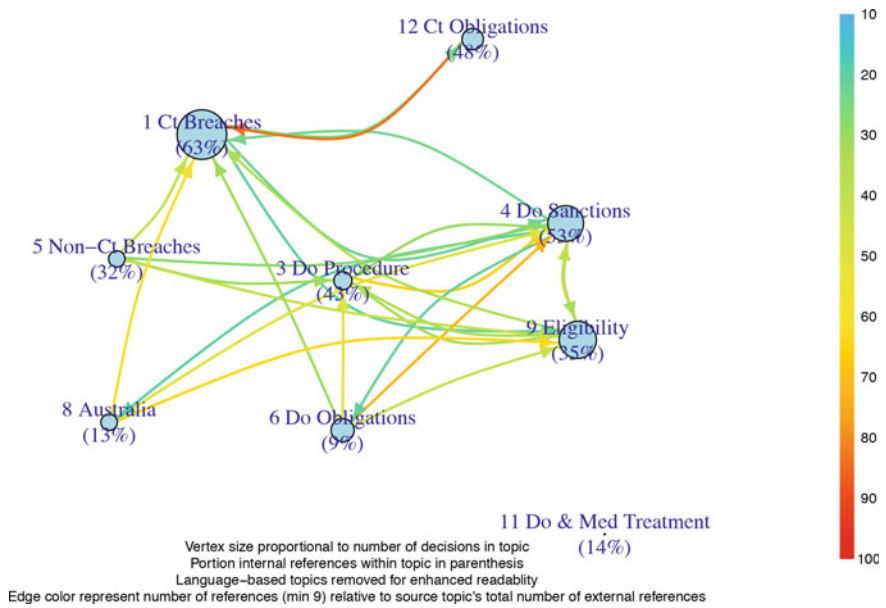 12 Ct Obligations
(48%)
1 Ct Breaches
(63%)
4 Do Sanctions
(53%)
5 Non-Ct Breaches
(32%)
3 Do Procedure
(43%)
9 Eligibility
(35%)
8 Australia
(13%)
6 Do Obligations
(9%)
11 Do & Med Treatment
(14%)
10
20
30
40
50
60
70
80
90
100
Vertex size proportional to number of decisions in topic
Portion internal references within topic in parenthesis
Language-based topics removed for enhanced readablity
Edge color represent number of references (min 9) relative to source topic's total number of external references